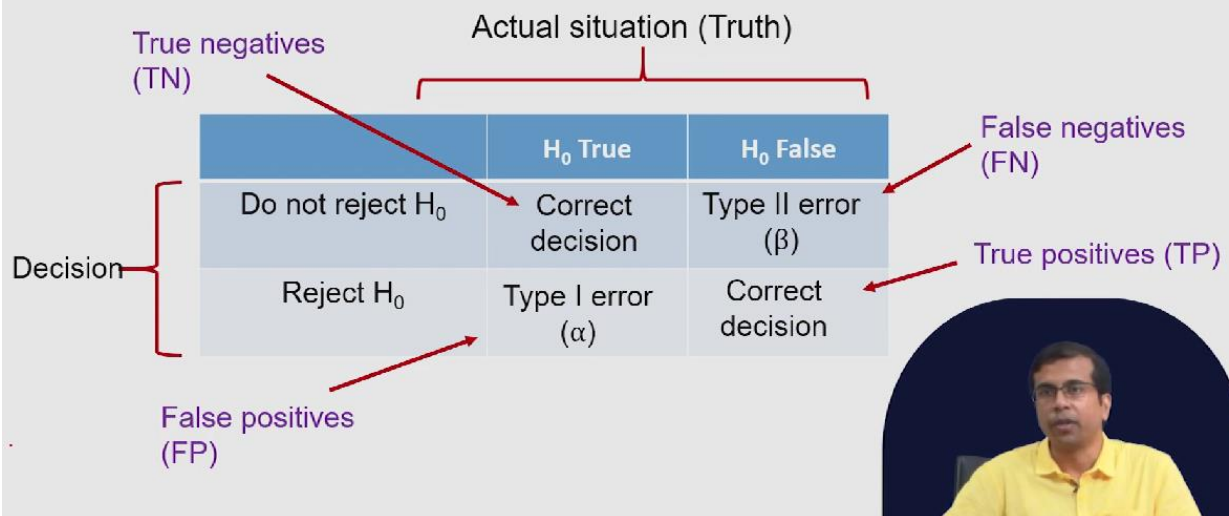 Actual situation (Truth)
True negatives
(TN)
H₀ True
H₀ False
False negatives
(FN)
Do not reject H₀
Correct
decision
Type II error
(β)
Decision
True positives (TP)
Reject H₀
Type I error
(α)
Correct
decision
False positives
(FP)